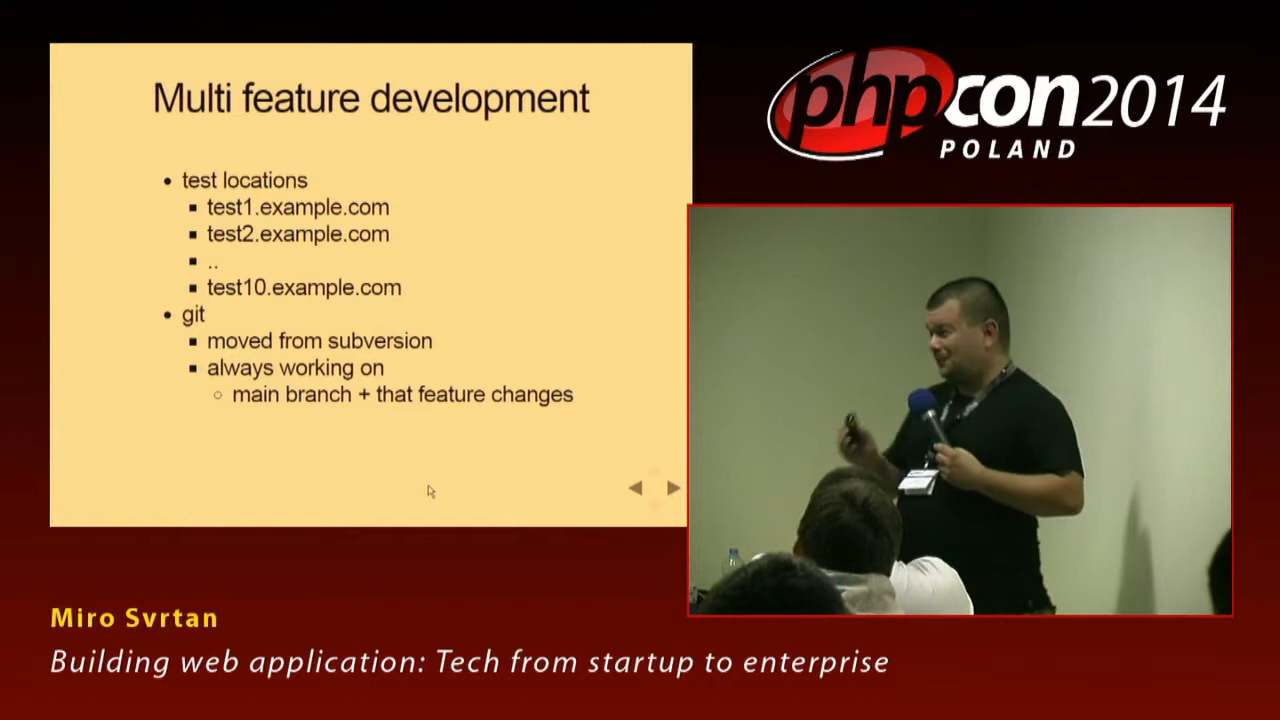 Multi feature development
test locations
test1.example.com
test2.example.com
..
test10.example.com
git
moved from subversion
always working on
main branch + that feature changes
phpcon 2014
POLAND
Miro Svrtan
Building web application: Tech from startup to enterprise